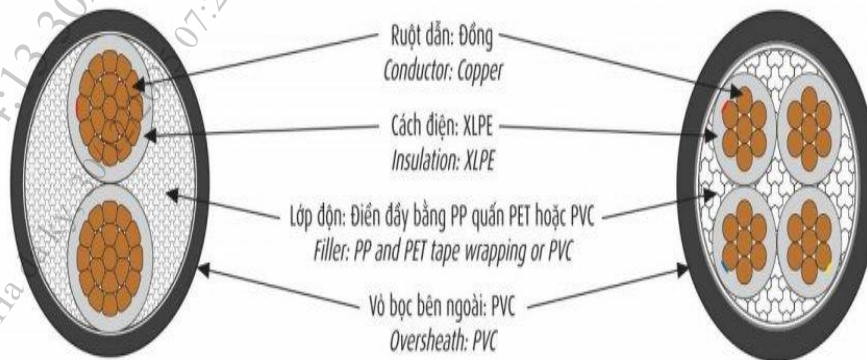 Ruột dẫn: Đồng
Conductor: Copper
Cách điện: XLPE
Insulation: XLPE
Lớp độn: Điền đầy bằng PP quấn PET hoặc PVC
Filler: PP and PET tape wrapping or PVC
Vỏ bọc bên ngoài: PVC
Oversheath: PVC